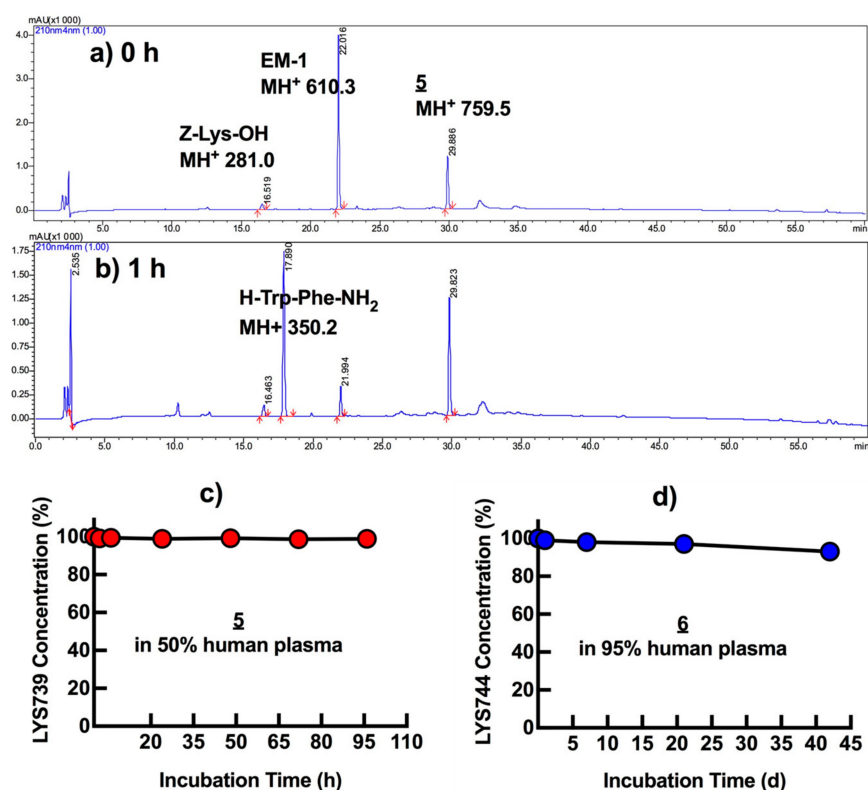 mAU(x1 000)
210nm4nm (1.00)
a) 0 h
4.0
3.0
2.0
1.0
0.0
EM-1
MH⁺ 610.3
22.016
5
MH⁺ 759.5
29.886
Z-Lys-OH
MH⁺ 281.0
16.519
0.0 5.0 10.0 15.0 20.0 25.0 30.0 35.0 40.0 45.0 50.0 55.0 min
mAU(x1 000)
210nm4nm (1.00)
b) 1 h
1.75
1.50
1.25
1.00
0.75
0.50
0.25
0.00
2.535
17.890
H-Trp-Phe-NH₂
MH+ 350.2
16.463
21.994
29.823
0.0 5.0 10.0 15.0 20.0 25.0 30.0 35.0 40.0 45.0 50.0 55.0 min
c)
LYS739 Concentration (%)
100
80
60
40
20
0
5
in 50% human plasma
20 35 50 65 80 95 110
Incubation Time (h)
d)
LYS744 Concentration (%)
100
80
60
40
20
0
6
in 95% human plasma
5 10 15 20 25 30 35 40 45
Incubation Time (d)